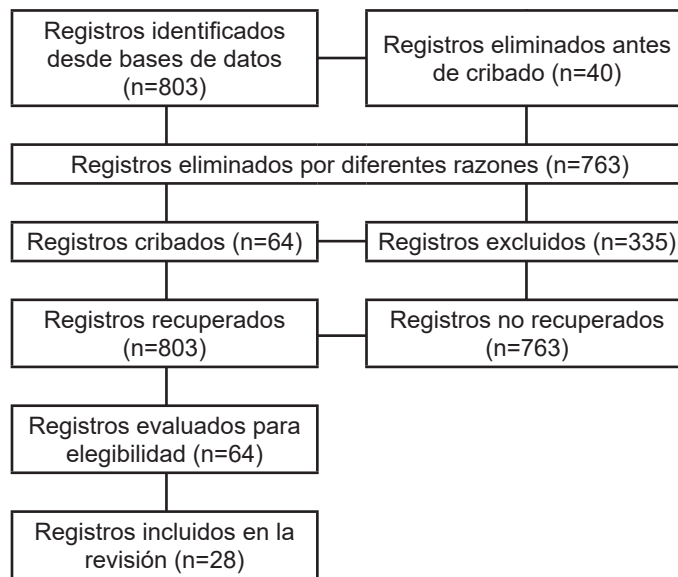 Registros identificados
desde bases de datos
(n=803)
Registros eliminados antes
de cribado (n=40)
Registros eliminados por diferentes razones (n=763)
Registros cribados (n=64)
Registros excluidos (n=335)
Registros recuperados
(n=803)
Registros no recuperados
(n=763)
Registros evaluados para
elegibilidad (n=64)
Registros incluidos en la
revisión (n=28)